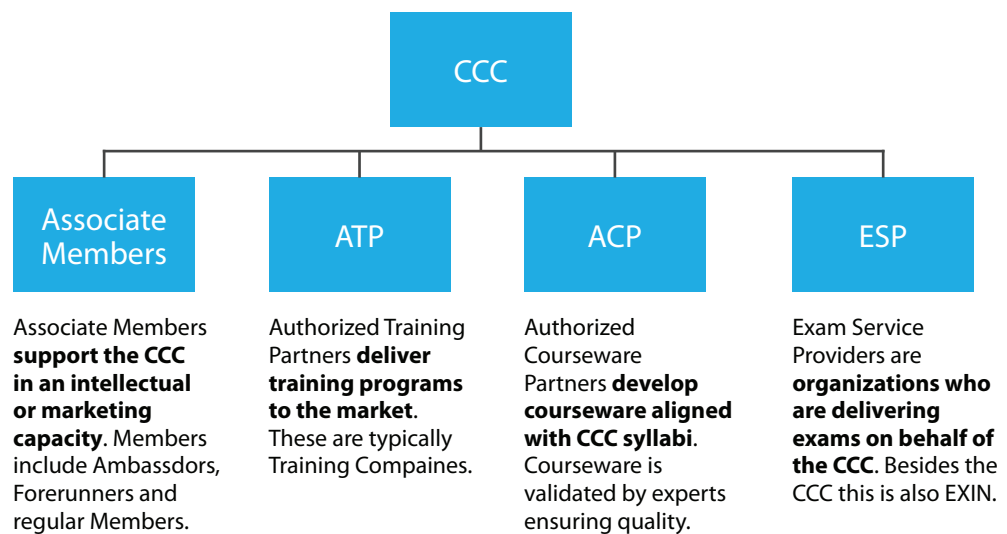 CCC
Associate
Members
ATP
ACP
ESP
Associate Members
support the CCC
in an intellectual
or marketing
capacity. Members
include Ambassdors,
Forerunners and
regular Members.
Authorized Training
Partners deliver
training programs
to the market.
These are typically
Training Compaines.
Authorized
Courseware
Partners develop
courseware aligned
with CCC syllabi.
Courseware is
validated by experts
ensuring quality.
Exam Service
Providers are
organizations who
are delivering
exams on behalf of
the CCC. Besides the
CCC this is also EXIN.